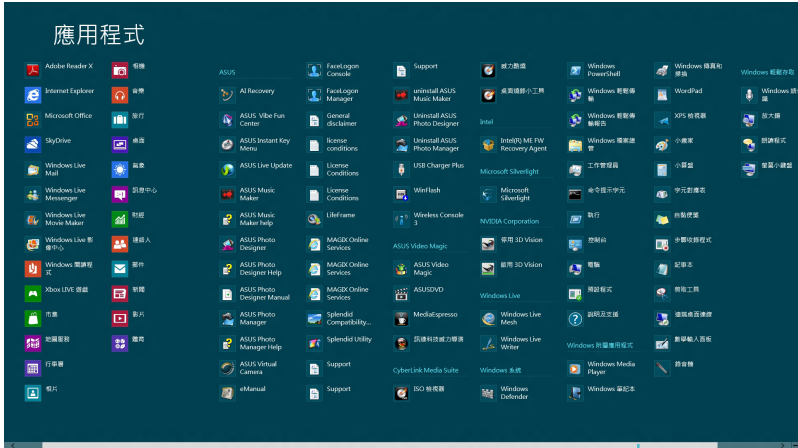 應用程式
Adobe Reader X
Internet Explorer
Microsoft Office
SkyDrive
Windows Live
Mail
Windows Live
Messenger
Windows Live
Movie Maker
Windows Live 影
像中心
Windows 閱讀程
式
Xbox LIVE 遊戲
市集
地圖服務
行事曆
相片
相機
音樂
旅行
桌面
氣象
訊息中心
財經
連絡人
郵件
新聞
影片
體育
ASUS
AI Recovery
ASUS Vibe Fun
Center
ASUS Instant Key
Menu
ASUS Live Update
ASUS Music
Maker
ASUS Music
Maker help
ASUS Photo
Designer
ASUS Photo
Designer Help
ASUS Photo
Designer Manual
ASUS Photo
Manager
ASUS Photo
Manager Help
ASUS Virtual
Camera
eManual
FaceLogon
Console
FaceLogon
Manager
General
disclaimer
license
conditions
License
Conditions
License
Conditions
LifeFrame
MAGIX Online
Services
MAGIX Online
Services
Splendid
Compatibility...
Splendid Utility
Support
Support
Support
uninstall ASUS
Music Maker
Uninstall ASUS
Photo Designer
Uninstall ASUS
Photo Manager
USB Charger Plus
WinFlash
Wireless Console
3
ASUS Video Magic
ASUS Video
Magic
ASUSDVD
MediaEspresso
訊連科技威力導演
CyberLink Media Suite
ISO 檢視器
威力酷燒
桌面燒錄小工具
Intel
Intel(R) ME FW
Recovery Agent
Microsoft Silverlight
Microsoft
Silverlight
NVIDIA Corporation
停用 3D Vision
啟用 3D Vision
Windows Live
Windows Live
Mesh
Windows Live
Writer
Windows 系統
Windows
Defender
Windows
PowerShell
Windows 輕鬆傳
輸
Windows 輕鬆傳
輸報告
Windows 檔案總
管
工作管理員
命令提示字元
執行
控制台
電腦
預設程式
說明及支援
Windows 附屬應用程式
Windows Media
Player
Windows 筆記本
Windows 傳真和
掃描
WordPad
XPS 檢視器
小畫家
小算盤
字元對應表
自黏便箋
步驟收錄程式
記事本
剪取工具
遠端桌面連線
數學輸入面板
錄音機
Windows 輕鬆存取
Windows 語
放大鏡
朗讀程式
螢幕小鍵盤